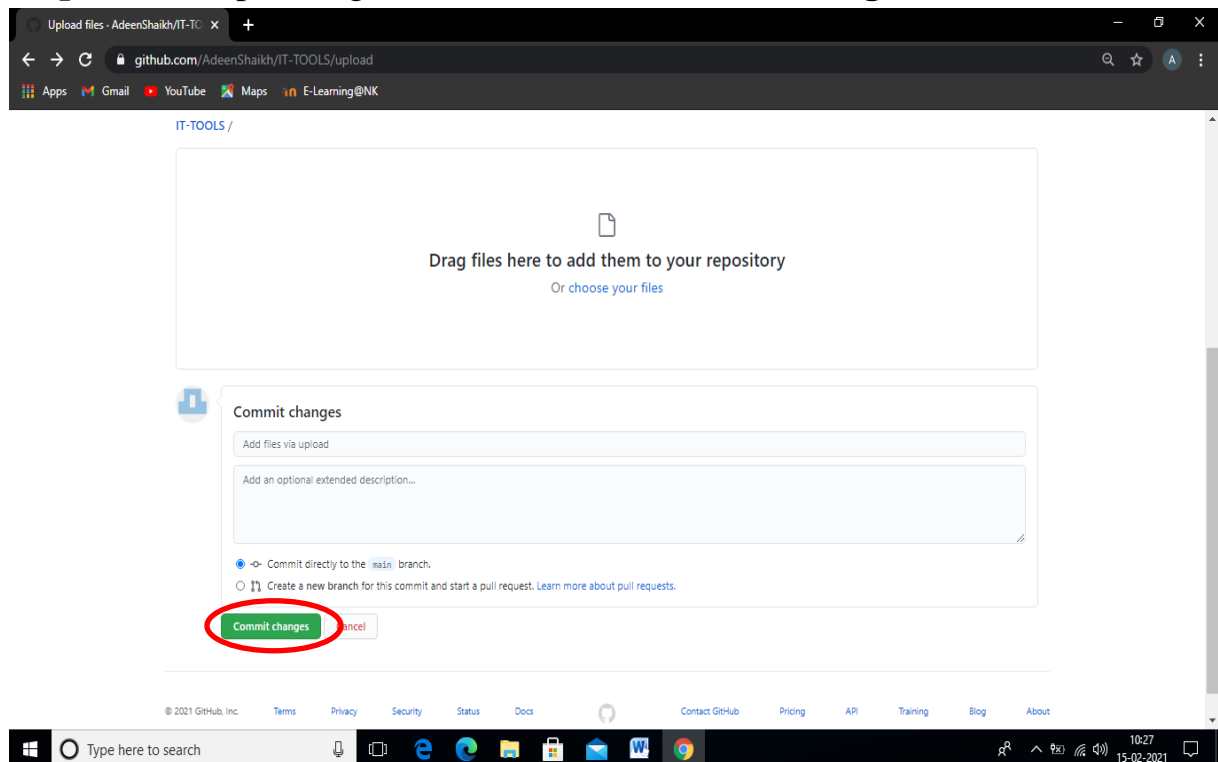 Upload files · AdeenShaikh/IT-TO
github.com/AdeenShaikh/IT-TOOLS/upload
A
Apps Gmail YouTube Maps E-Learning@NK
IT-TOOLS /
Drag files here to add them to your repository
Or choose your files
Commit changes
Add files via upload
Add an optional extended description...
Commit directly to the main branch.
Create a new branch for this commit and start a pull request. Learn more about pull requests.
Commit changes Cancel
© 2021 GitHub, Inc. Terms Privacy Security Status Docs Contact GitHub Pricing API Training Blog About
Type here to search
10:27
15-02-2021